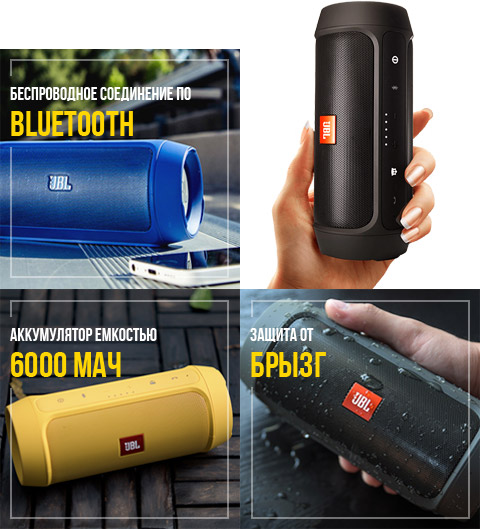 БЕСПРОВОДНОЕ СОЕДИНЕНИЕ ПО
BLUETOOTH
JBL
JBL
АККУМУЛЯТОР ЕМКОСТЬЮ
6000 МАЧ
JBL
ЗАЩИТА ОТ
БРЫЗГ
JBL